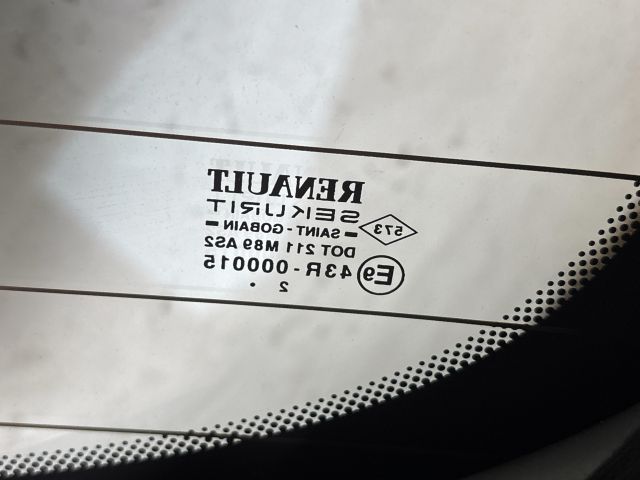 RENAULT
SEKURIT
SAINT - GOBAIN
573
DOT 211 M89 AS2
E9 43R - 000015
2 .